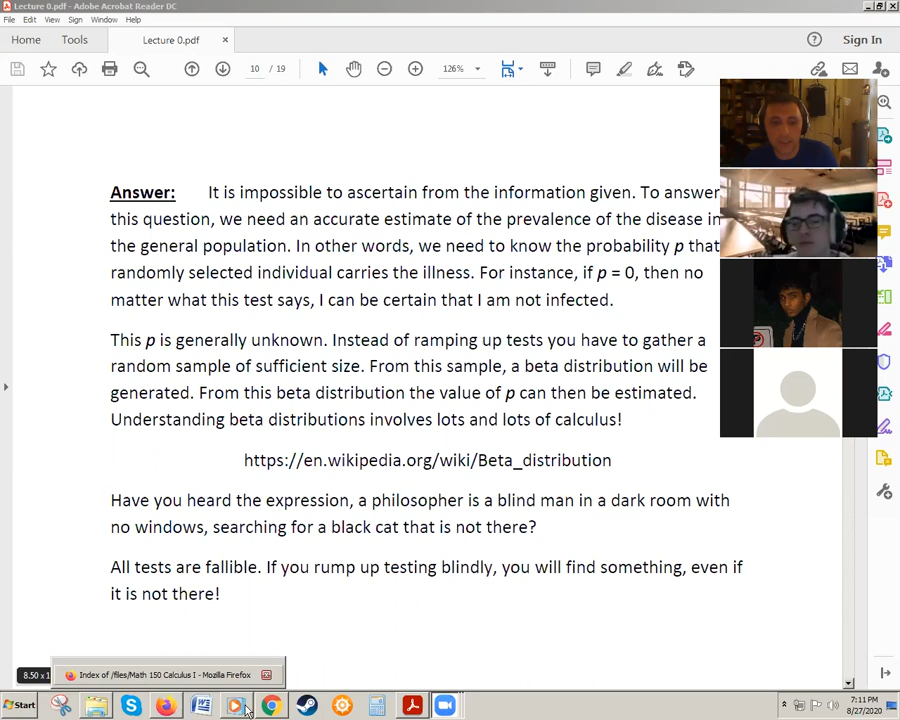 Lecture 0.pdf - Adobe Acrobat Reader DC
File Edit View Sign Window Help
Home Tools Lecture 0.pdf × Sign In
10 / 19 126%
Answer: It is impossible to ascertain from the information given. To answer
this question, we need an accurate estimate of the prevalence of the disease in
the general population. In other words, we need to know the probability p that
randomly selected individual carries the illness. For instance, if p = 0, then no
matter what this test says, I can be certain that I am not infected.
This p is generally unknown. Instead of ramping up tests you have to gather a
random sample of sufficient size. From this sample, a beta distribution will be
generated. From this beta distribution the value of p can then be estimated.
Understanding beta distributions involves lots and lots of calculus!
https://en.wikipedia.org/wiki/Beta_distribution
Have you heard the expression, a philosopher is a blind man in a dark room with
no windows, searching for a black cat that is not there?
All tests are fallible. If you rump up testing blindly, you will find something, even if
it is not there!
8.50 x 1
Index of /files/Math 150 Calculus I - Mozilla Firefox
Start 7:11 PM
8/27/2020